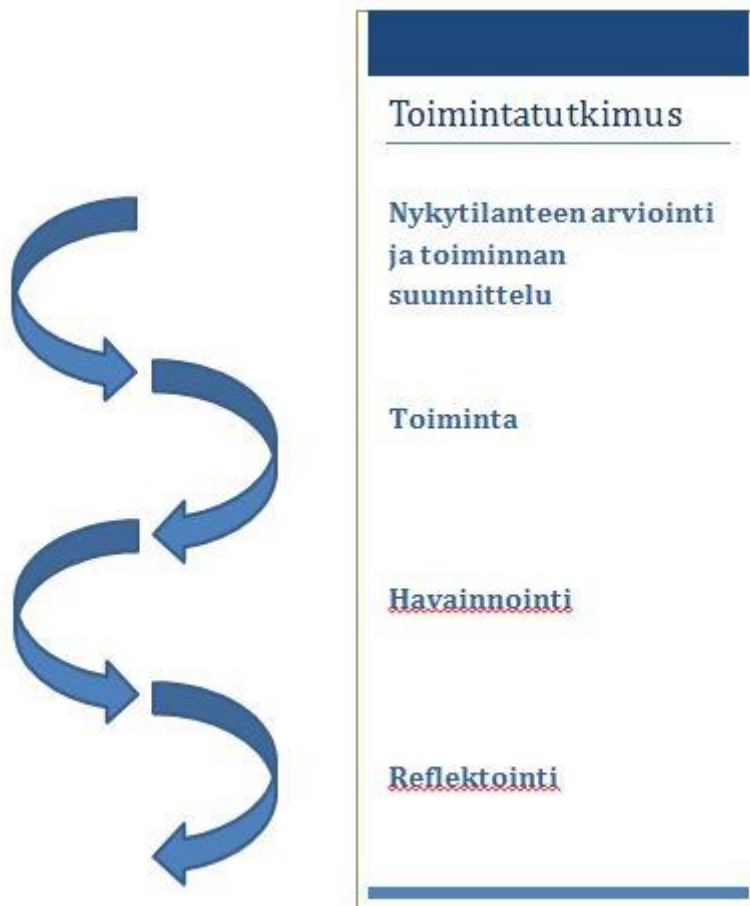 Toimintatutkimus
Nykytilanteen arviointi
ja toiminnan
suunnittelu
Toiminta
Havainnointi
Reflektointi